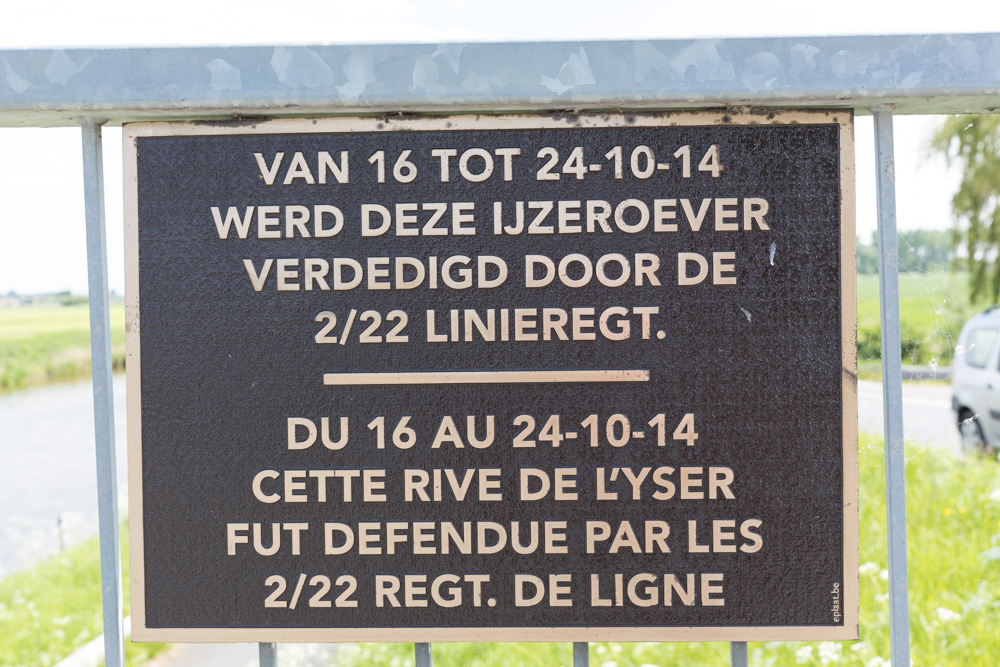 VAN 16 TOT 24-10-14
WERD DEZE IJZEROEVER
VERDEDIGD DOOR DE
2/22 LINIEREGT.
DU 16 AU 24-10-14
CETTE RIVE DE L'YSER
FUT DEFENDUE PAR LES
2/22 REGT. DE LIGNE
eplaat.be